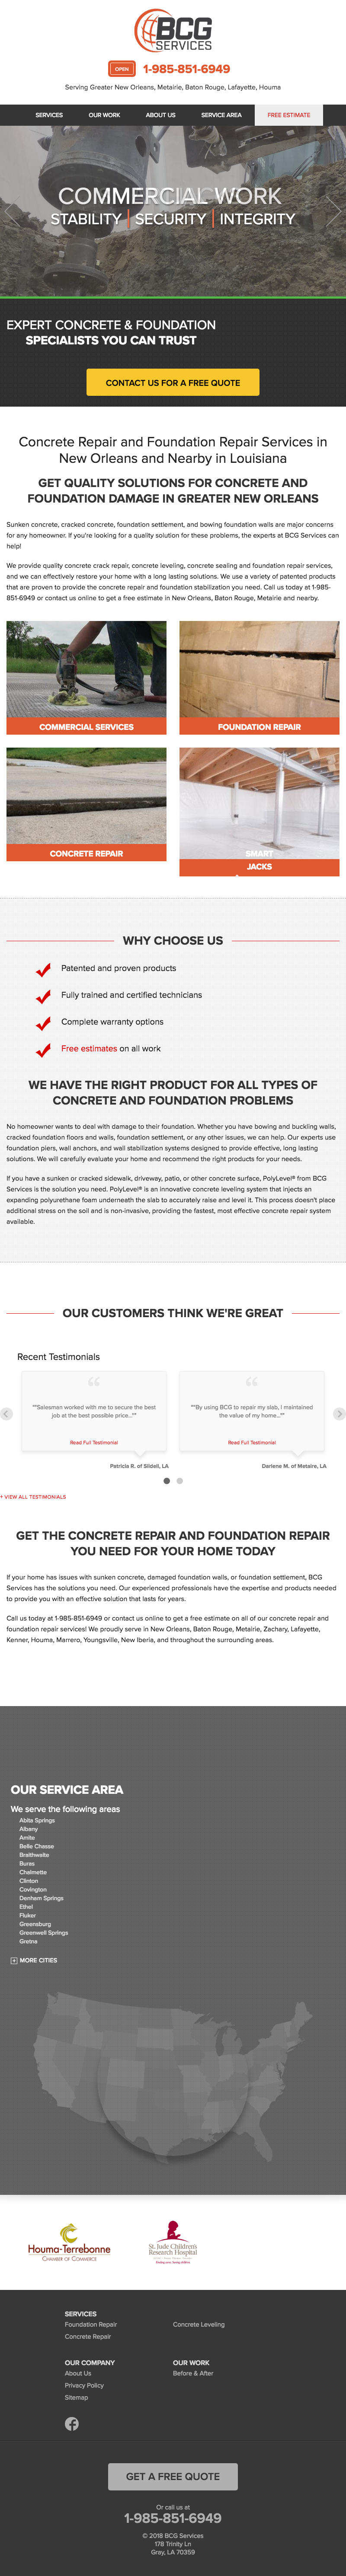 BCG
SERVICES
OPEN 1-985-851-6949
Serving Greater New Orleans, Metairie, Baton Rouge, Lafayette, Houma
SERVICES OUR WORK ABOUT US SERVICE AREA FREE ESTIMATE
COMMERCIAL WORK
STABILITY | SECURITY | INTEGRITY
EXPERT CONCRETE & FOUNDATION
SPECIALISTS YOU CAN TRUST
CONTACT US FOR A FREE QUOTE
Concrete Repair and Foundation Repair Services in
New Orleans and Nearby in Louisiana
GET QUALITY SOLUTIONS FOR CONCRETE AND
FOUNDATION DAMAGE IN GREATER NEW ORLEANS
Sunken concrete, cracked concrete, foundation settlement, and bowing foundation walls are major concerns
for any homeowner. If you're looking for a quality solution for these problems, the experts at BCG Services can
help!
We provide quality concrete crack repair, concrete leveling, concrete sealing and foundation repair services,
and we can effectively restore your home with a long lasting solutions. We use a variety of patented products
that are proven to provide the concrete repair and foundation stabilization you need. Call us today at 1-985-
851-6949 or contact us online to get a free estimate in New Orleans, Baton Rouge, Metairie and nearby.
COMMERCIAL SERVICES
FOUNDATION REPAIR
CONCRETE REPAIR
SMART
JACKS
WHY CHOOSE US
Patented and proven products
Fully trained and certified technicians
Complete warranty options
Free estimates on all work
WE HAVE THE RIGHT PRODUCT FOR ALL TYPES OF
CONCRETE AND FOUNDATION PROBLEMS
No homeowner wants to deal with damage to their foundation. Whether you have bowing and buckling walls,
cracked foundation floors and walls, foundation settlement, or any other issues, we can help. Our experts use
foundation piers, wall anchors, and wall stabilization systems designed to provide effective, long lasting
solutions. We will carefully evaluate your home and recommend the right products for your needs.
If you have a sunken or cracked sidewalk, driveway, patio, or other concrete surface, PolyLevel® from BCG
Services is the solution you need. PolyLevel® is an innovative concrete leveling system that injects an
expanding polyurethane foam underneath the slab to accurately raise and level it. This process doesn't place
additional stress on the soil and is non-invasive, providing the fastest, most effective concrete repair system
available.
OUR CUSTOMERS THINK WE'RE GREAT
Recent Testimonials
""Salesman worked with me to secure the best
job at the best possible price...""
Read Full Testimonial
Patricia R. of Slidell, LA
""By using BCG to repair my slab, I maintained
the value of my home...""
Read Full Testimonial
Darlene M. of Metaire, LA
+ VIEW ALL TESTIMONIALS
GET THE CONCRETE REPAIR AND FOUNDATION REPAIR
YOU NEED FOR YOUR HOME TODAY
If your home has issues with sunken concrete, damaged foundation walls, or foundation settlement, BCG
Services has the solutions you need. Our experienced professionals have the expertise and products needed
to provide you with an effective solution that lasts for years.
Call us today at 1-985-851-6949 or contact us online to get a free estimate on all of our concrete repair and
foundation repair services! We proudly serve in New Orleans, Baton Rouge, Metairie, Zachary, Lafayette,
Kenner, Houma, Marrero, Youngsville, New Iberia, and throughout the surrounding areas.
OUR SERVICE AREA
We serve the following areas
Abita Springs
Albany
Amite
Belle Chasse
Braithwaite
Buras
Chalmette
Clinton
Covington
Denham Springs
Ethel
Fluker
Greensburg
Greenwell Springs
Gretna
MORE CITIES
Houma-Terrebonne
CHAMBER OF COMMERCE
St. Jude Children's
Research Hospital
SERVICES
Foundation Repair
Concrete Leveling
Concrete Repair
OUR COMPANY
About Us
Privacy Policy
Sitemap
OUR WORK
Before & After
GET A FREE QUOTE
Or call us at
1-985-851-6949
© 2018 BCG Services
178 Trinity Ln
Gray, LA 70359